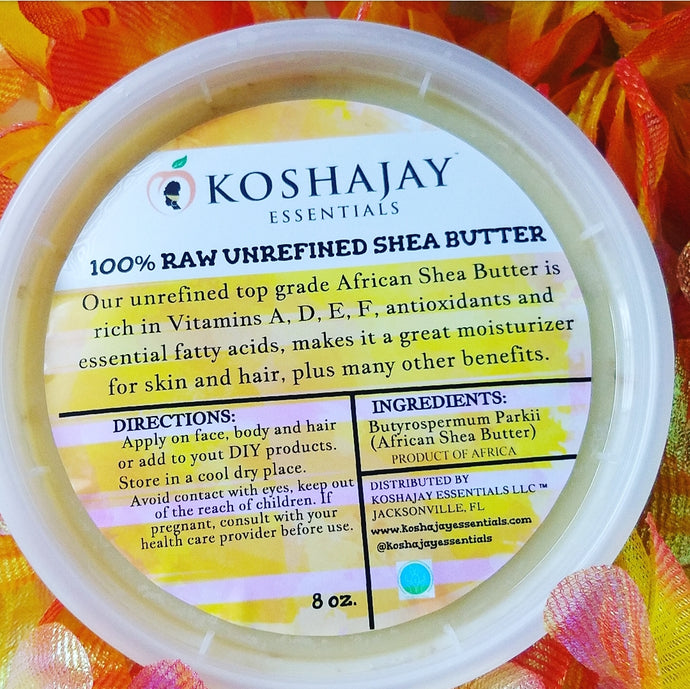 KOSHAJAY™
ESSENTIALS
100% RAW UNREFINED SHEA BUTTER
Our unrefined top grade African Shea Butter is
rich in Vitamins A, D, E, F, antioxidants and
essential fatty acids, makes it a great moisturizer
for skin and hair, plus many other benefits.
DIRECTIONS:
Apply on face, body and hair
or add to yout DIY products.
Store in a cool dry place.
Avoid contact with eyes, keep out
of the reach of children. If
pregnant, consult with your
health care provider before use.
8 oz.
INGREDIENTS:
Butyrospermum Parkii
(African Shea Butter)
PRODUCT OF AFRICA
DISTRIBUTED BY
KOSHAJAY ESSENTIALS LLC ™
JACKSONVILLE, FL
www.koshajayessentials.com
@koshajayessentials